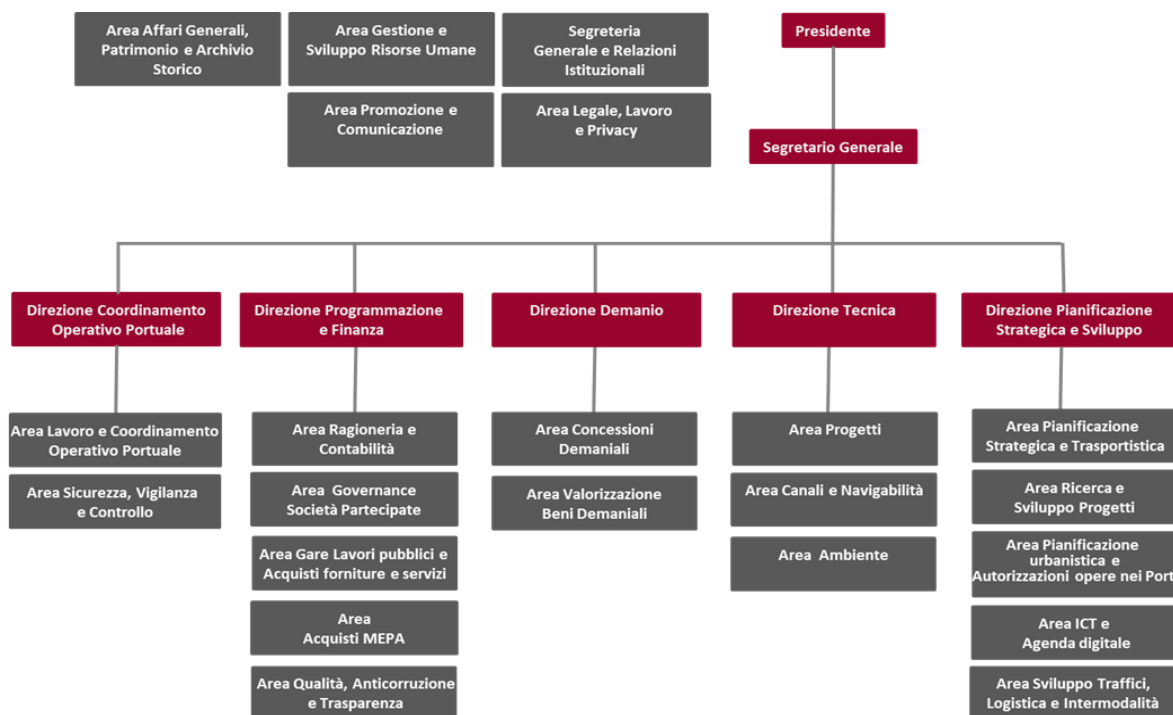 Area Affari Generali,
Patrimonio e Archivio
Storico
Area Gestione e
Sviluppo Risorse Umane
Segreteria
Generale e Relazioni
Istituzionali
Presidente
Area Promozione e
Comunicazione
Area Legale, Lavoro
e Privacy
Segretario Generale
Direzione Coordinamento
Operativo Portuale
Direzione Programmazione
e Finanza
Direzione Demanio
Direzione Tecnica
Direzione Pianificazione
Strategica e Sviluppo
Area Lavoro e Coordinamento
Operativo Portuale
Area Sicurezza, Vigilanza
e Controllo
Area Ragioneria e
Contabilità
Area Governance
Società Partecipate
Area Gare Lavori pubblici e
Acquisti forniture e servizi
Area
Acquisti MEPA
Area Qualità, Anticorruzione
e Trasparenza
Area Concessioni
Demaniali
Area Valorizzazione
Beni Demaniali
Area Progetti
Area Canali e Navigabilità
Area Ambiente
Area Pianificazione
Strategica e Trasportistica
Area Ricerca e
Sviluppo Progetti
Area Pianificazione
urbanistica e
Autorizzazioni opere nei Port
Area ICT e
Agenda digitale
Area Sviluppo Traffici,
Logistica e Intermodalità